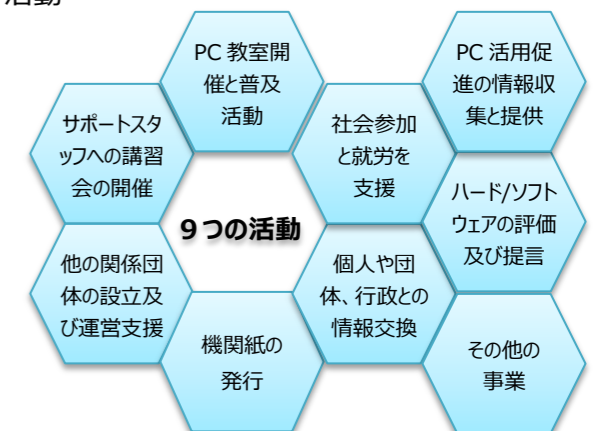 活動
PC 教室開
催と普及
活動
PC 活用促
進の情報収
集と提供
サポートスタ
ッフへの講習
会の開催
社会参加
と就労を
支援
ハード/ソフト
ウェアの評価
及び提言
９つの活動
他の関係団
体の設立及
び運営支援
個人や団
体、行政との
情報交換
機関紙の
発行
その他の
事業